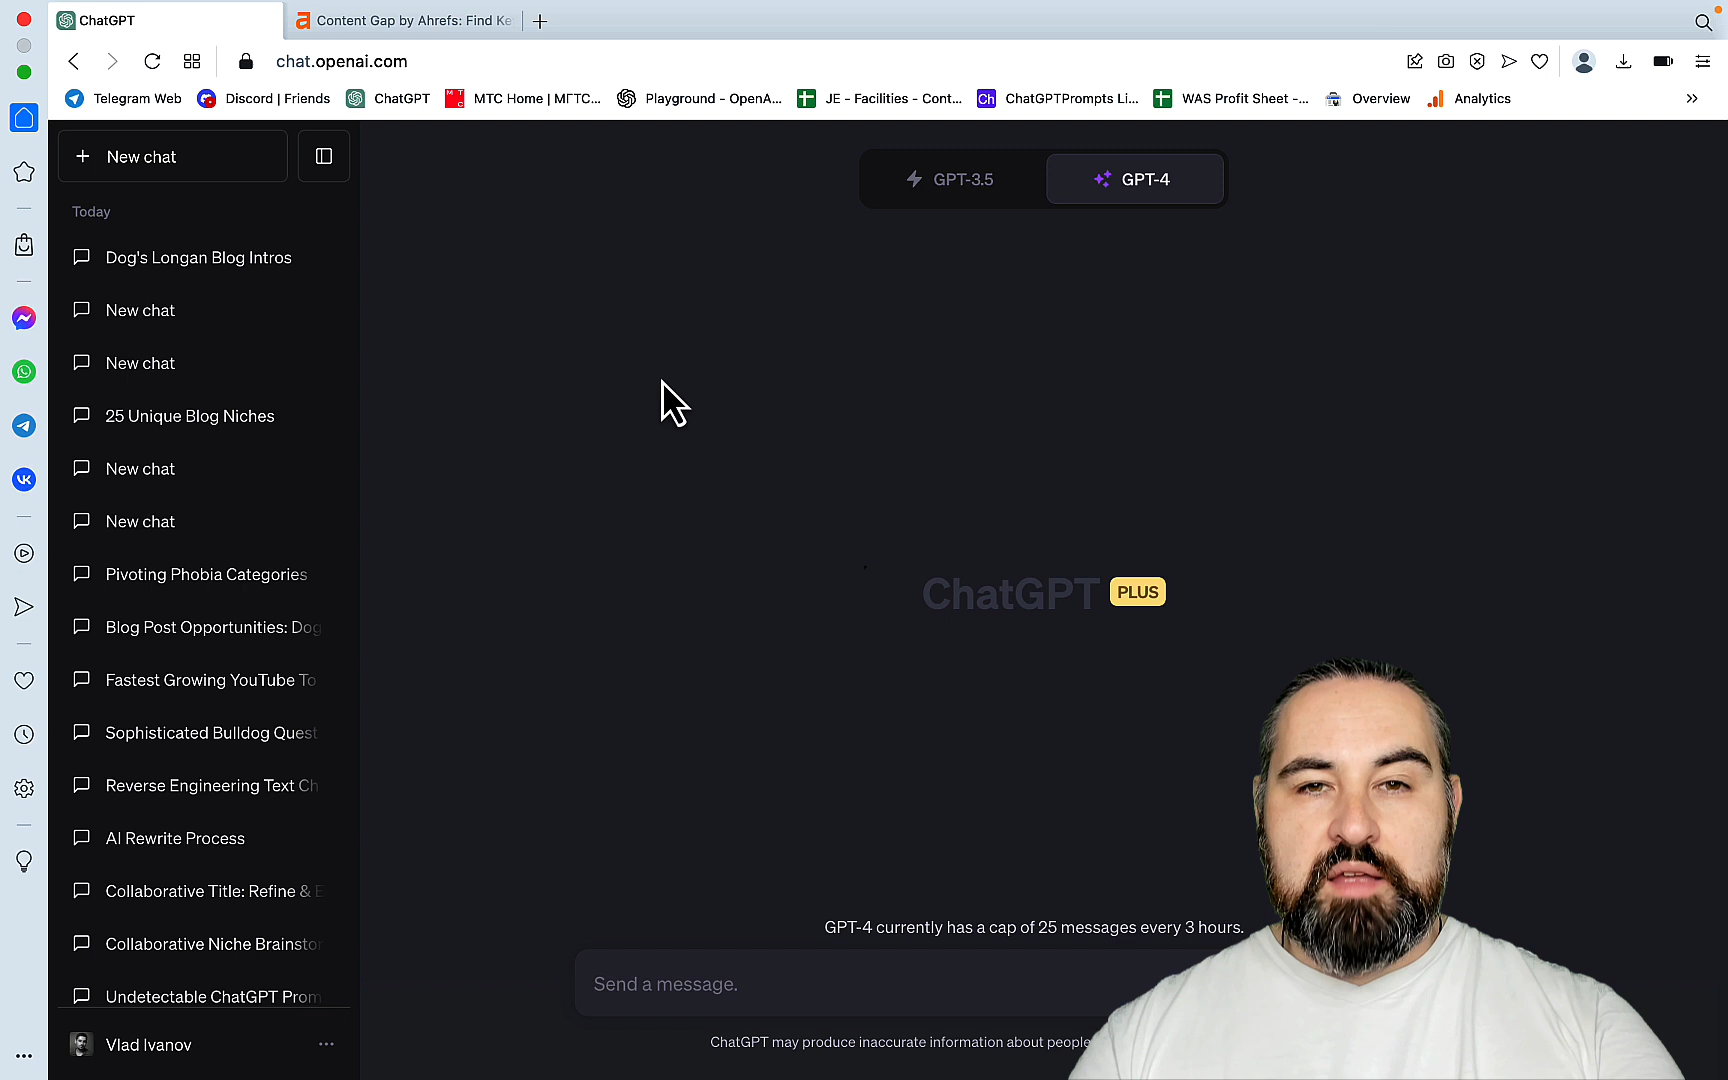 ChatGPT
Content Gap by Ahrefs: Find Ke
chat.openai.com
Telegram Web
Discord | Friends
ChatGPT
MTC Home | МГТС...
Playground - OpenA...
JE - Facilities - Cont...
Ch
ChatGPTPrompts Li...
WAS Profit Sheet -...
Overview
Analytics
New chat
GPT-3.5
GPT-4
Today
Dog's Longan Blog Intros
New chat
New chat
25 Unique Blog Niches
New chat
New chat
Pivoting Phobia Categories
Blog Post Opportunities: Dog
Fastest Growing YouTube To
Sophisticated Bulldog Quest
Reverse Engineering Text Ch
AI Rewrite Process
Collaborative Title: Refine & E
Collaborative Niche Brainstor
Undetectable ChatGPT Prom
Vlad Ivanov
ChatGPT PLUS
GPT-4 currently has a cap of 25 messages every 3 hours.
Send a message.
ChatGPT may produce inaccurate information about people